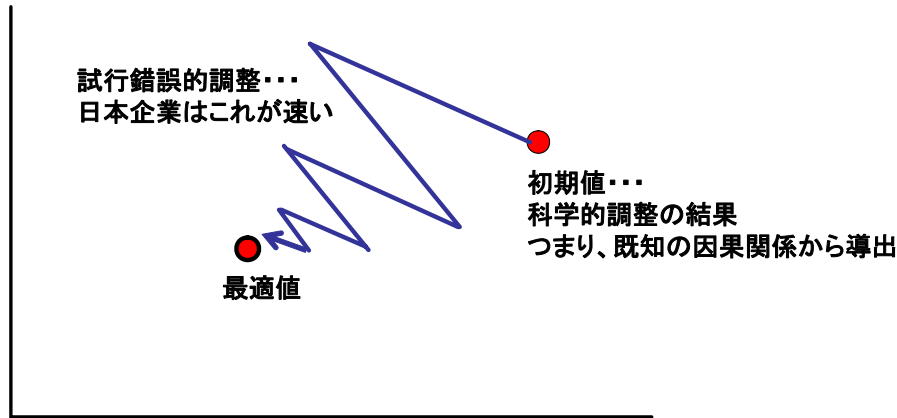 試行錯誤的調整・・・
日本企業はこれが速い
初期値・・・
科学的調整の結果
つまり、既知の因果関係から導出
最適値